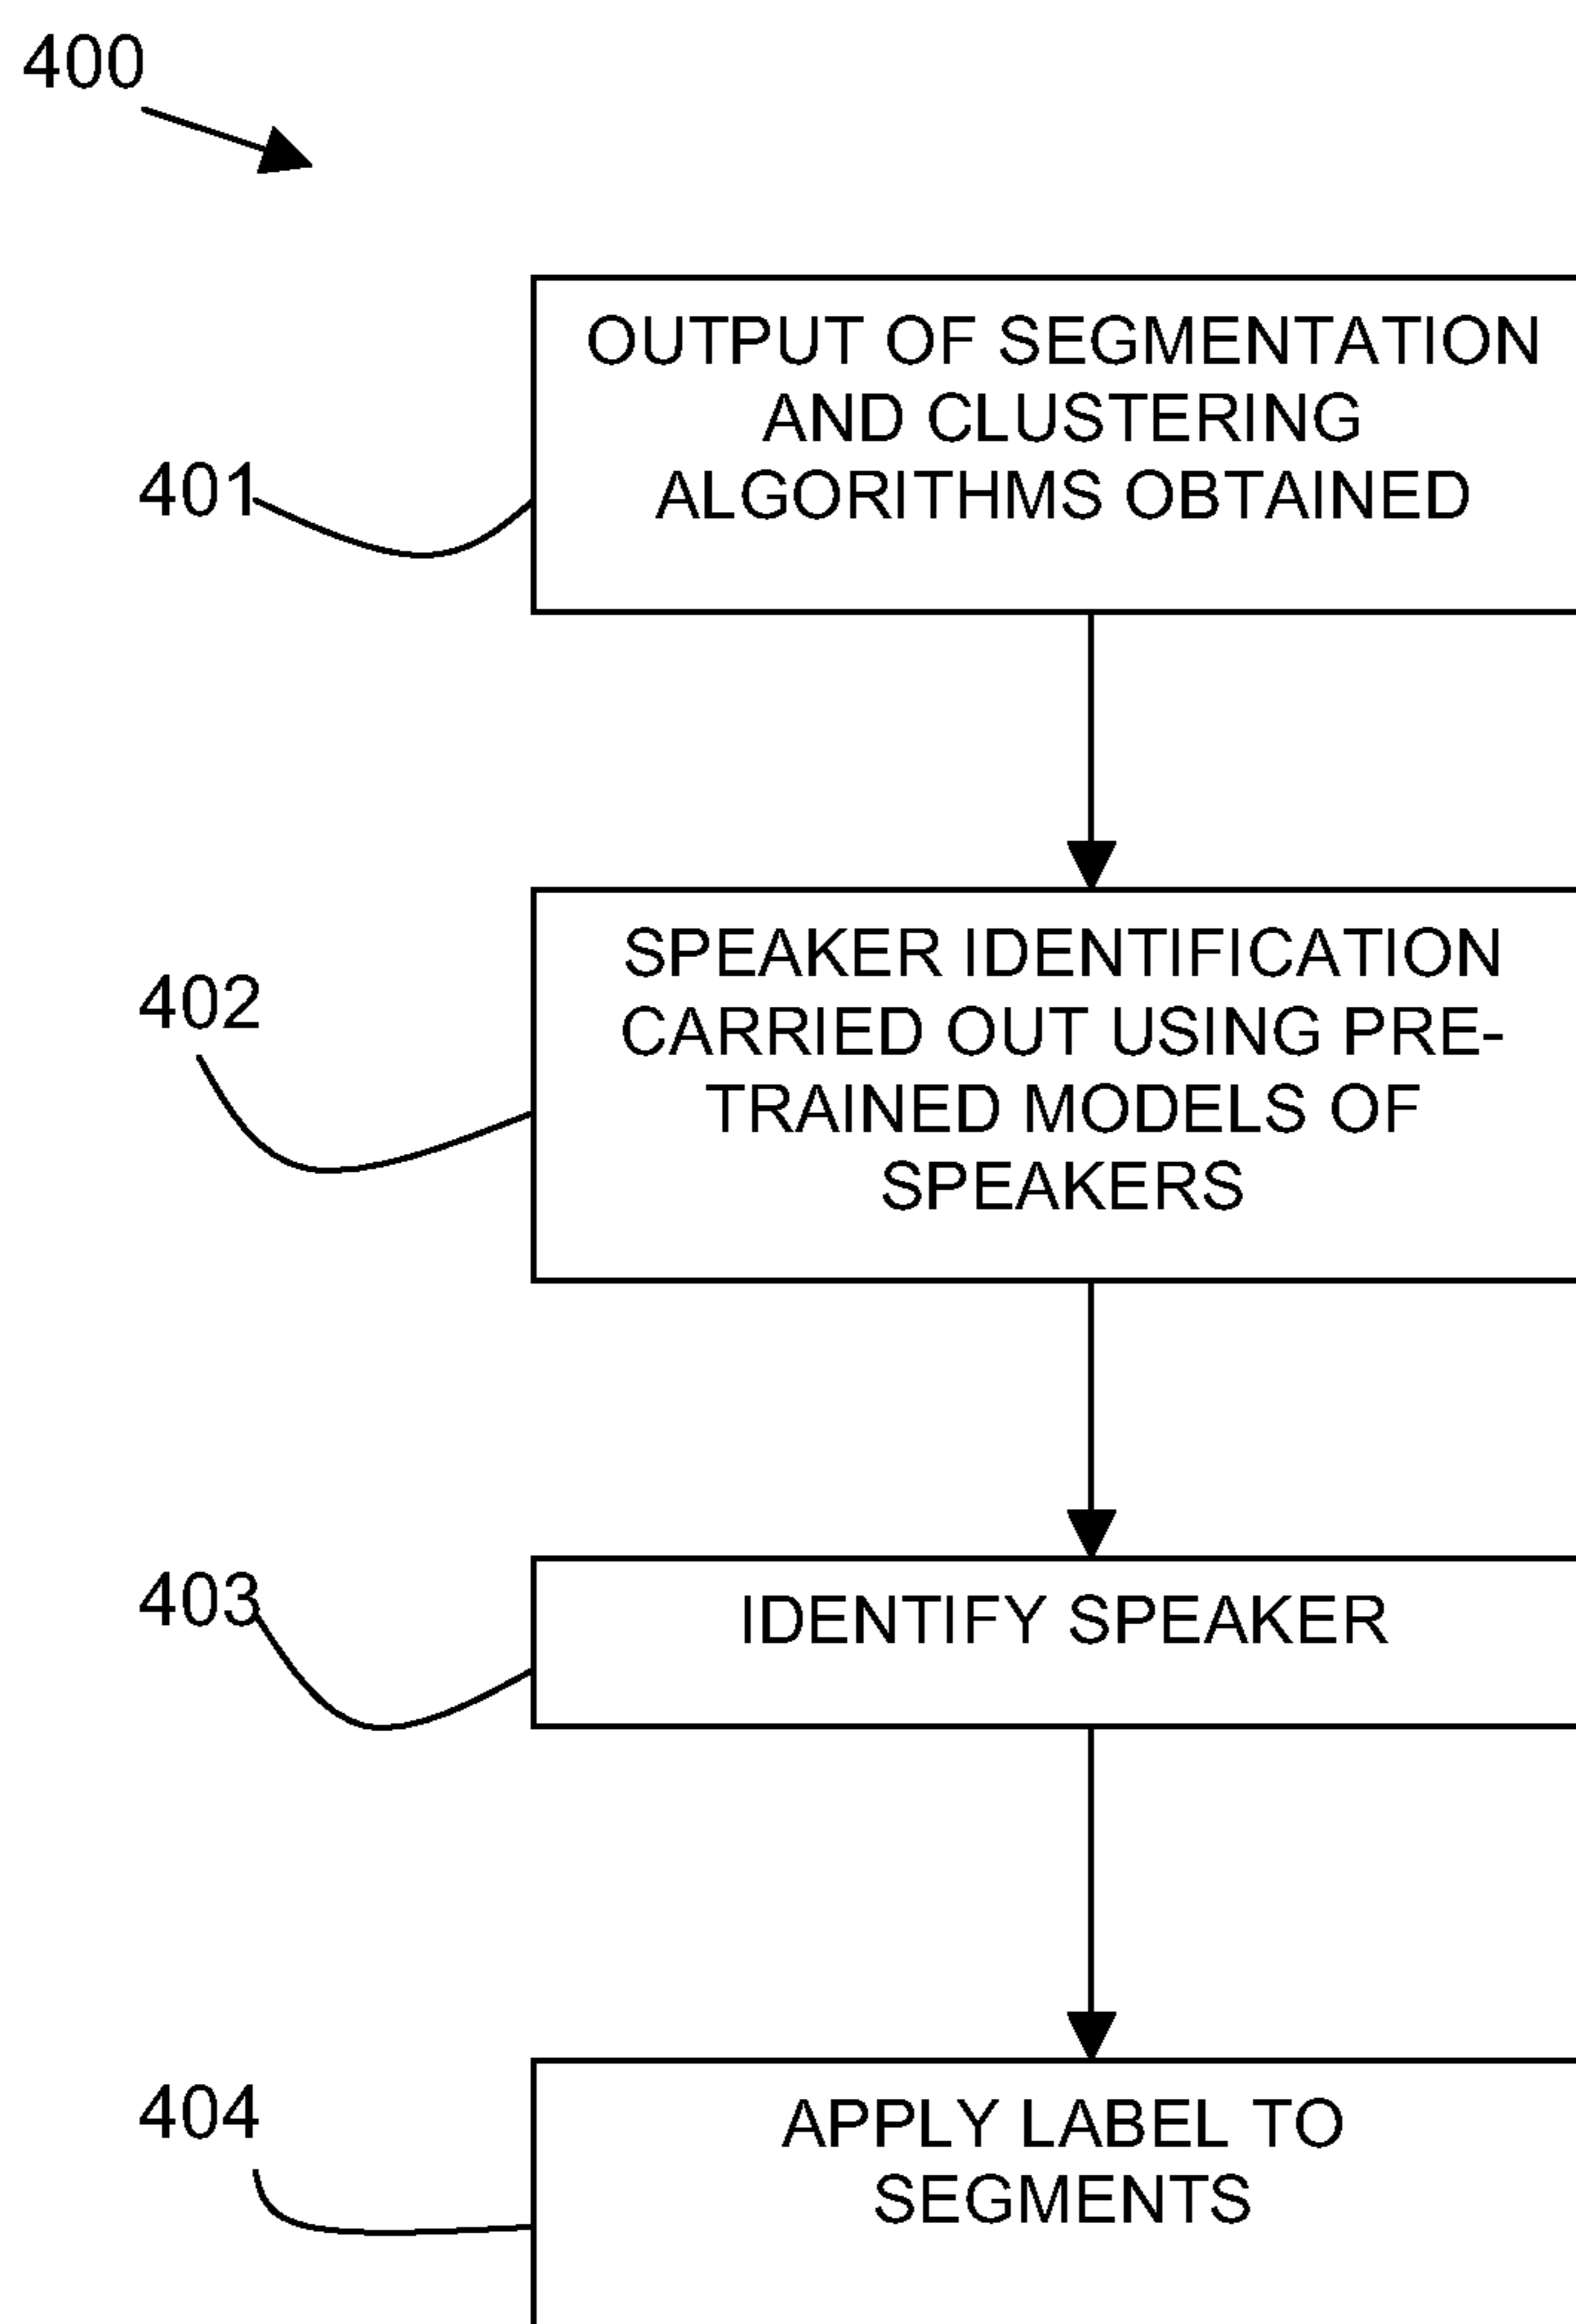 400
OUTPUT OF SEGMENTATION
AND CLUSTERING
ALGORITHMS OBTAINED
401
SPEAKER IDENTIFICATION
CARRIED OUT USING PRE-
TRAINED MODELS OF
SPEAKERS
402
IDENTIFY SPEAKER
403
APPLY LABEL TO
SEGMENTS
404